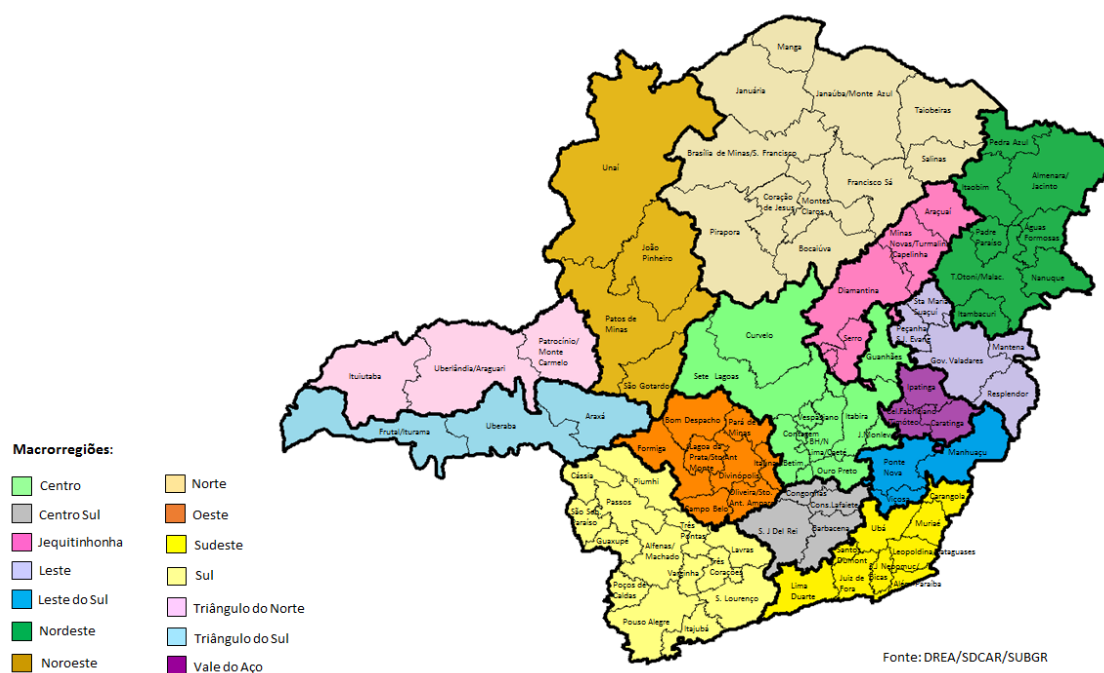 Manga
Januária
Janaúba/Monte Azul
Taiobeiras
Pedra Azul
Brasília de Minas/S. Francisco
Salinas
Unaí
Almenara/
Jacinto
Itaobim
Francisco Sá
Coração
de Jesus
Montes
Claros
Araçuaí
Minas
Novas/Turmalin
Capelinha
Padre
Paraíso
Águas
Formosas
Pirapora
João
Pinheiro
Bocaiúva
T.Otoni/Malac.
Nanuque
Diamantina
Sta Maria
Suaçuí
Itambacuri
Patos de
Minas
Curvelo
Peçanha/
S.J. Evang
Mantena
Patrocínio/
Monte
Carmelo
Serro
Guanhães
Gov. Valadares
Uberlândia/Araguari
Ituiutaba
Sete Lagoas
São Gotardo
Ipatinga
Resplendor
Frutal/Iturama
Uberaba
Araxá
Bom Despacho
Pará de
Minas
Vespasiano
Itabira
Contagem
BH/N
Lima/Caeté
J.Monlev
Caratinga
Formiga
Lagoa da
Prata/Sto Ant
Monte
Betim
Ouro Preto
Divinópolis
Manhuaçu
Ponte
Nova
Viçosa
Cássia
Piumhi
Passos
Campo Belo
Oliveira/Sto.
Ant. Amparo
Congonhas
Cons.Lafaiete
Carangola
S. J Del Rei
Barbacena
Ubá
Muriaé
Guaxupé
Três
Pontas
Alfenas/
Machado
Lavras
Varginha
Três
Corações
Santos
Dumont
Leopoldina/Cataguases
Poços de
Caldas
S. Lourenço
Lima
Duarte
Juiz de
Fora
Bicas
Pouso Alegre
Itajubá
Macrorregiões:
Centro
Centro Sul
Jequitinhonha
Leste
Leste do Sul
Nordeste
Noroeste
Norte
Oeste
Sudeste
Sul
Triângulo do Norte
Triângulo do Sul
Vale do Aço
Fonte: DREA/SDCAR/SUBGR